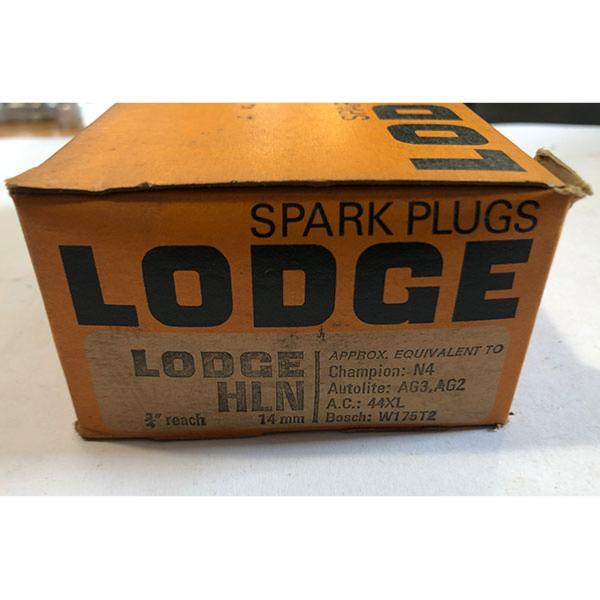 LODGE
SPARK PLUGS
LODGE
LODGE
HLN
3/4" reach
14 mm
APPROX. EQUIVALENT TO
Champion: N4
Autolite: AG3,AG2
A.C.: 44XL
Bosch: W175T2